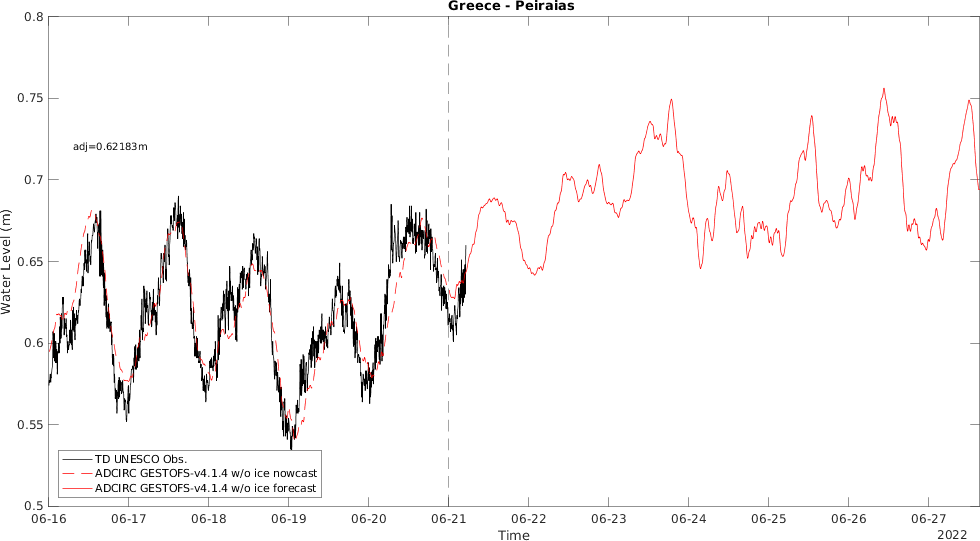 Greece - Peiraias
0.8
0.75
0.7
0.65
0.6
0.55
0.5
Water Level (m)
adj=0.62183m
TD UNESCO Obs.
ADCIRC GESTOFS-v4.1.4 w/o ice nowcast
ADCIRC GESTOFS-v4.1.4 w/o ice forecast
06-16 06-17 06-18 06-19 06-20 06-21 06-22 06-23 06-24 06-25 06-26 06-27
Time
2022